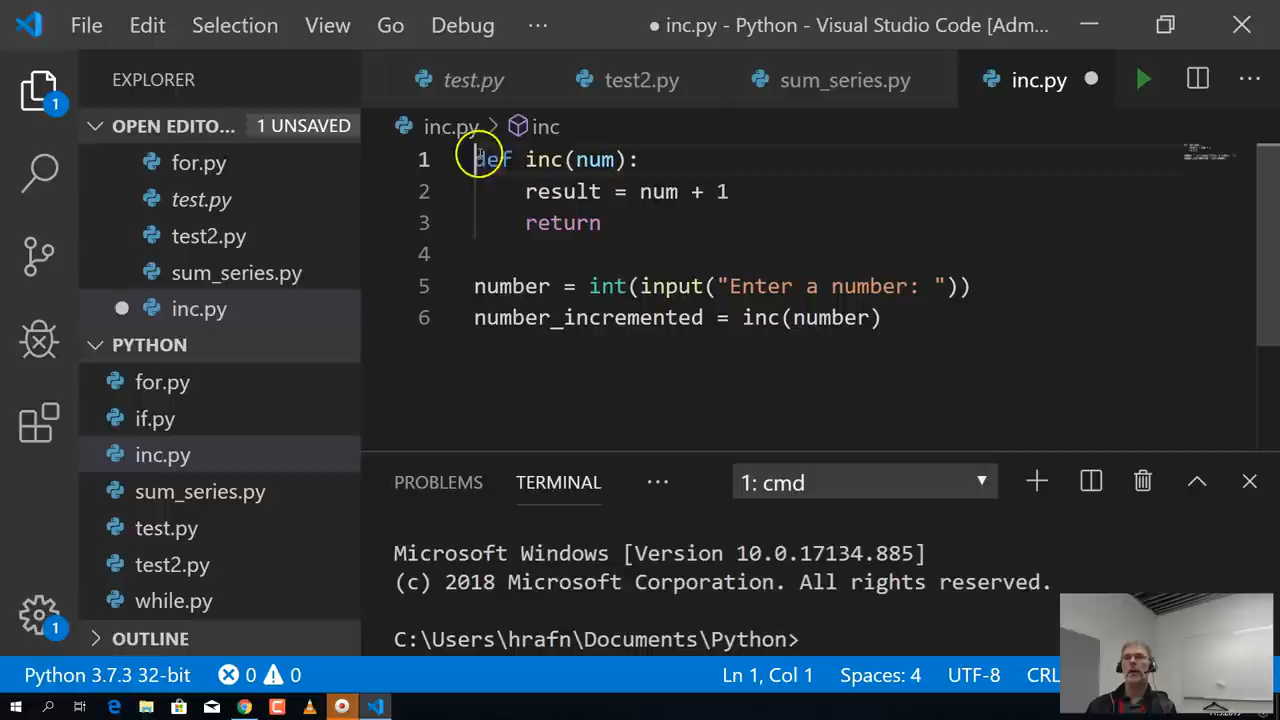 File Edit Selection View Go Debug ··· ● inc.py - Python - Visual Studio Code [Adm...
EXPLORER
test.py test2.py sum_series.py inc.py
OPEN EDITO... 1 UNSAVED
for.py
test.py
test2.py
sum_series.py
inc.py
PYTHON
for.py
if.py
inc.py
sum_series.py
test.py
test2.py
while.py
OUTLINE
1
1
inc.py > inc
1 def inc(num):
2 result = num + 1
3 return
4
5 number = int(input("Enter a number: "))
6 number_incremented = inc(number)
PROBLEMS TERMINAL ··· 1: cmd
Microsoft Windows [Version 10.0.17134.885]
(c) 2018 Microsoft Corporation. All rights reserved.
C:\Users\hrafn\Documents\Python>
Python 3.7.3 32-bit 0 0 Ln 1, Col 1 Spaces: 4 UTF-8 CRL